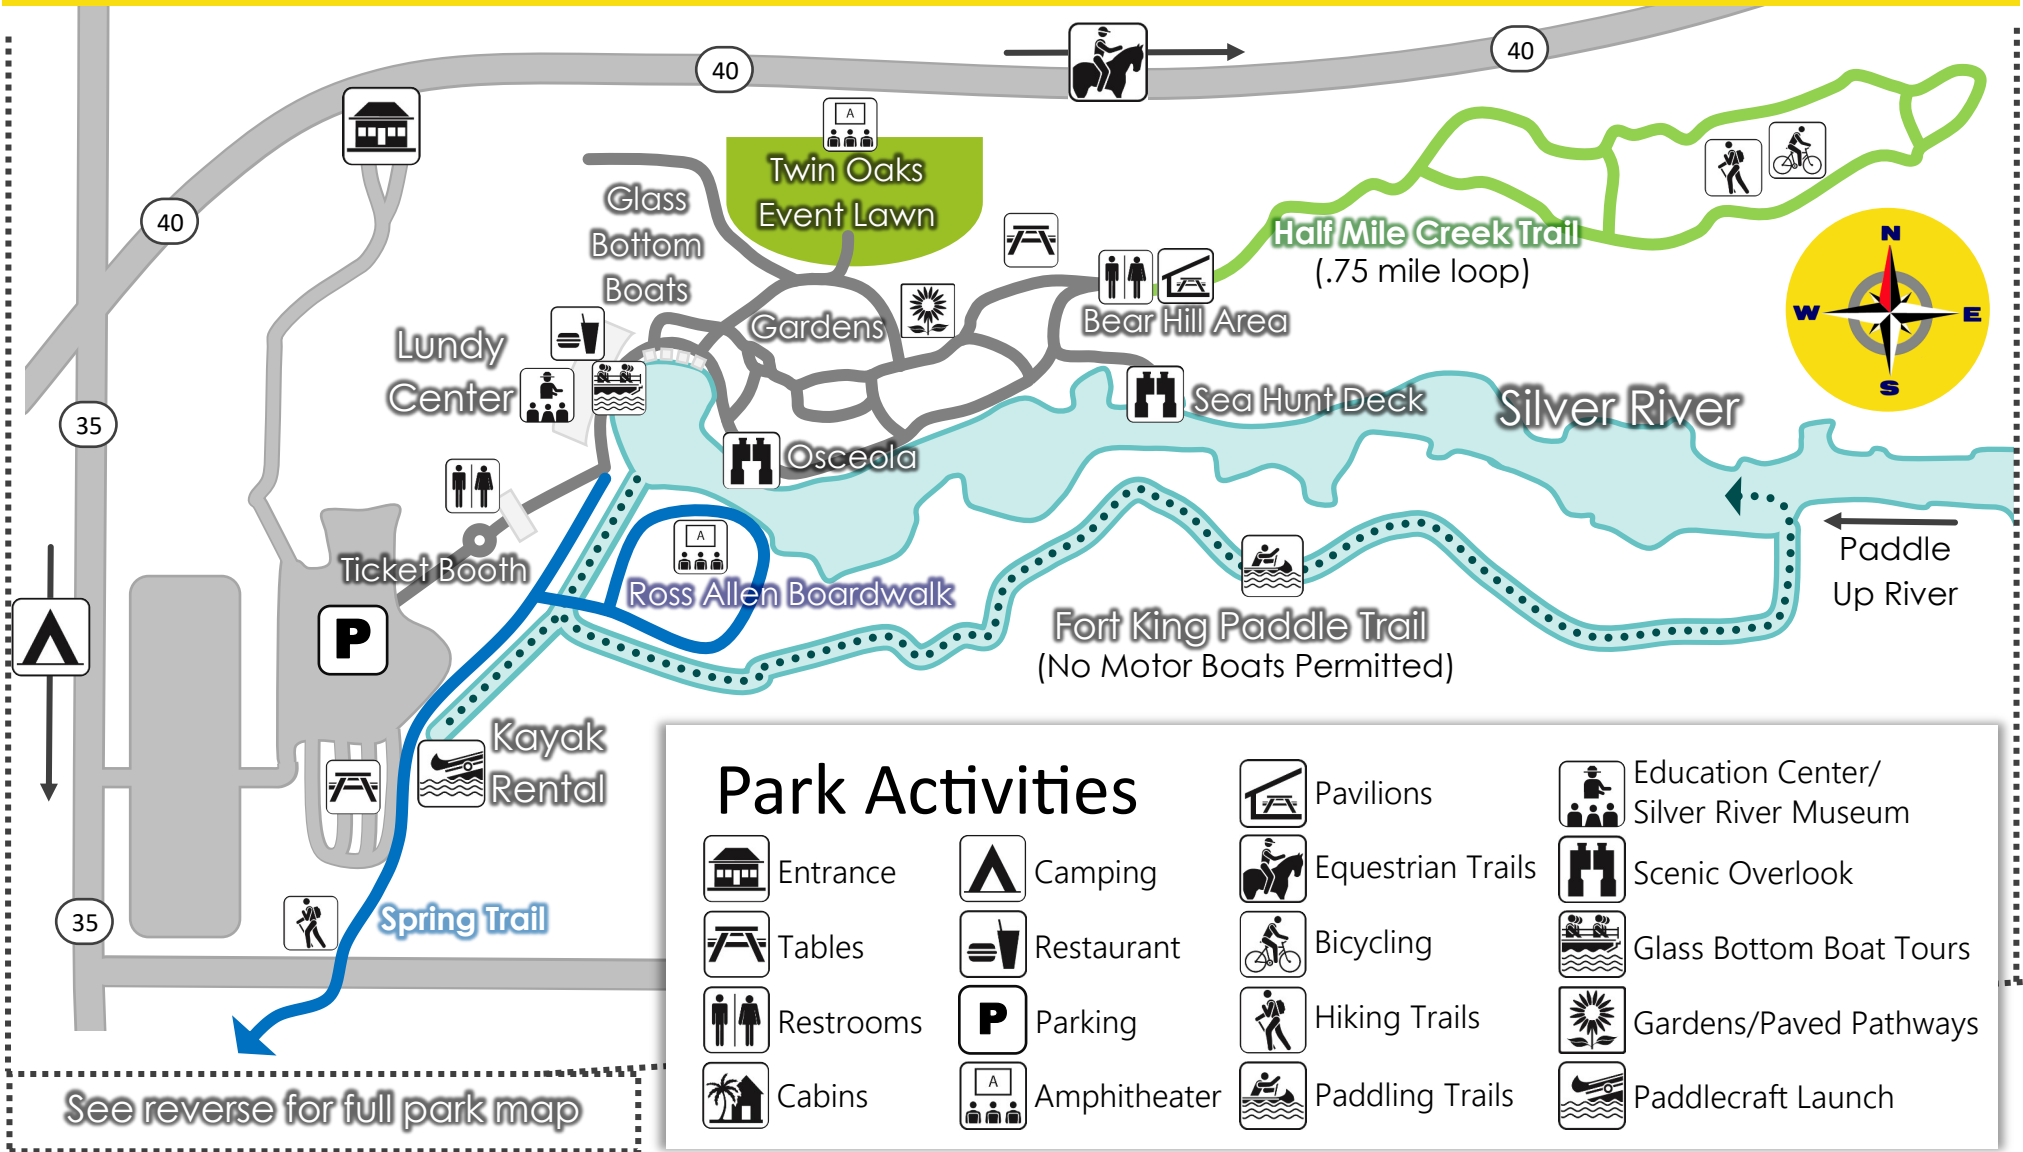 40
40
40
A
Twin Oaks
Event Lawn
Glass
Bottom
Boats
Half Mile Creek Trail
(.75 mile loop)
N
W
E
S
Gardens
Bear Hill Area
Lundy
Center
35
Sea Hunt Deck
Silver River
Osceola
Ticket Booth
A
Ross Allen Boardwalk
Paddle
Up River
P
Fort King Paddle Trail
(No Motor Boats Permitted)
Kayak
Rental
35
Spring Trail
See reverse for full park map
Park Activities
Entrance
Tables
Restrooms
Cabins
Camping
Restaurant
P
Parking
A
Amphitheater
Pavilions
Equestrian Trails
Bicycling
Hiking Trails
Paddling Trails
Education Center/
Silver River Museum
Scenic Overlook
Glass Bottom Boat Tours
Gardens/Paved Pathways
Paddlecraft Launch